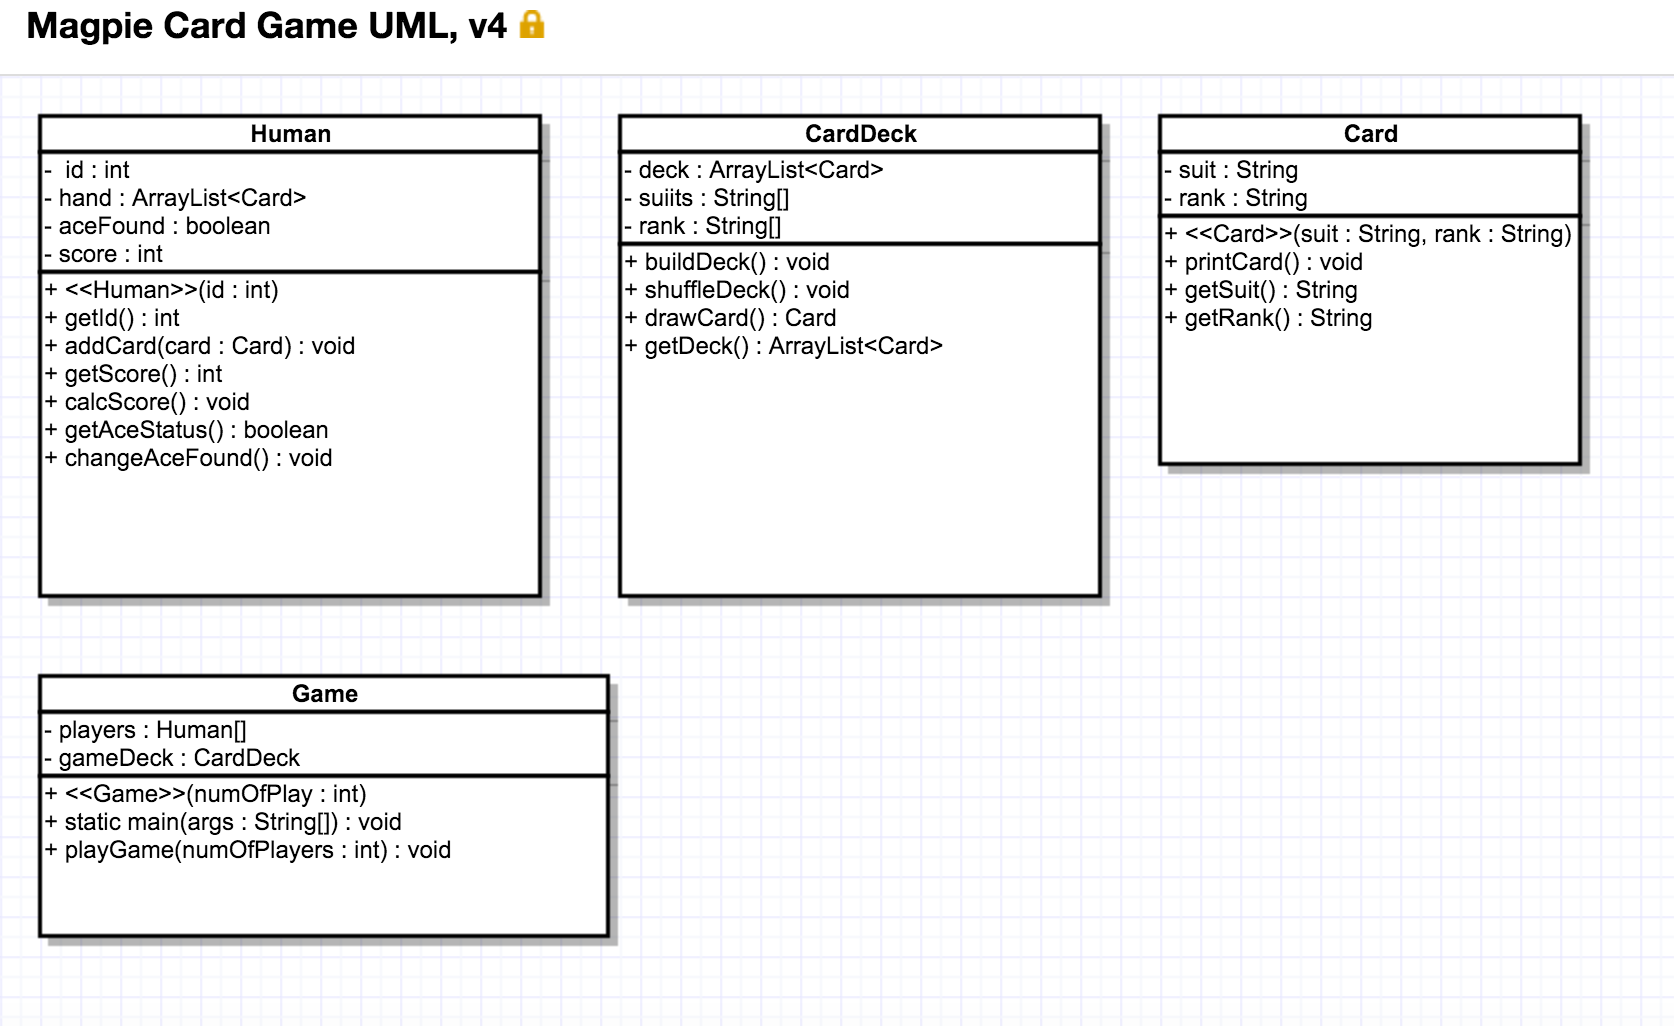 Magpie Card Game UML, v4
Human
- id : int
- hand : ArrayList<Card>
- aceFound : boolean
- score : int
+ <<Human>>(id : int)
+ getId() : int
+ addCard(card : Card) : void
+ getScore() : int
+ calcScore() : void
+ getAceStatus() : boolean
+ changeAceFound() : void
CardDeck
- deck : ArrayList<Card>
- suiits : String[]
- rank : String[]
+ buildDeck() : void
+ shuffleDeck() : void
+ drawCard() : Card
+ getDeck() : ArrayList<Card>
Card
- suit : String
- rank : String
+ <<Card>>(suit : String, rank : String)
+ printCard() : void
+ getSuit() : String
+ getRank() : String
Game
- players : Human[]
- gameDeck : CardDeck
+ <<Game>>(numOfPlay : int)
+ static main(args : String[]) : void
+ playGame(numOfPlayers : int) : void